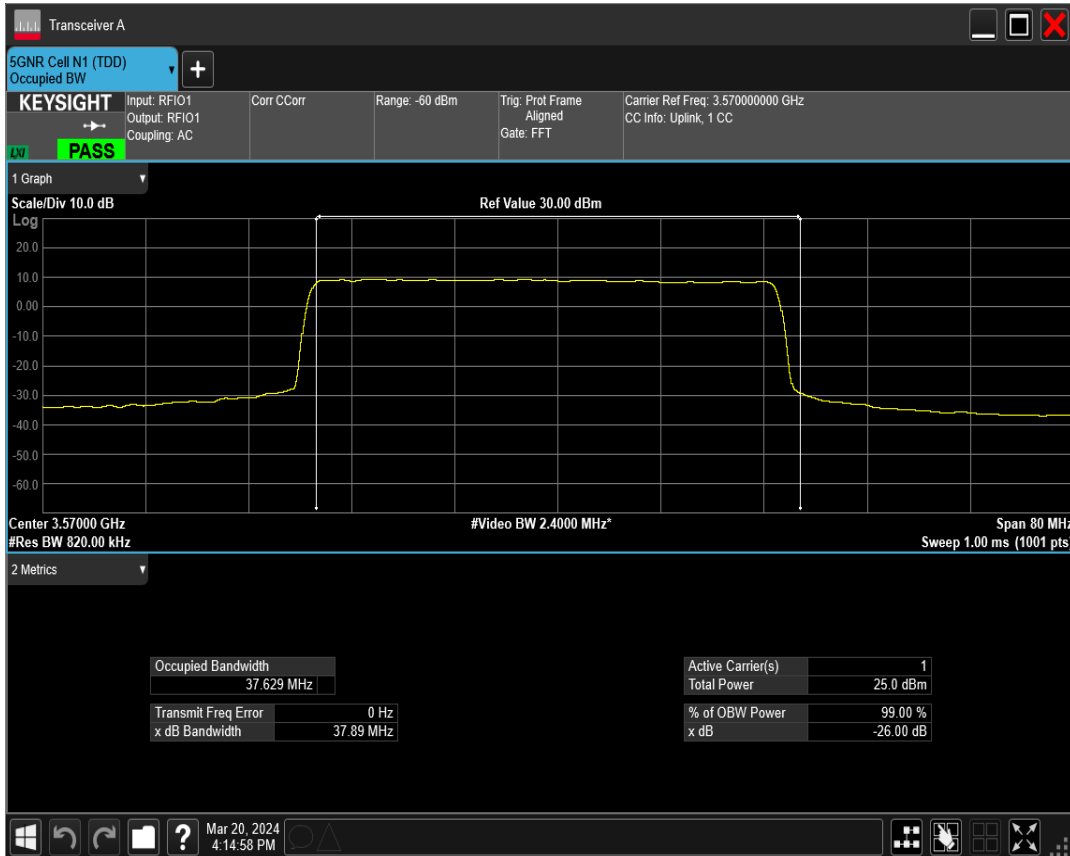 Transceiver A
5GNR Cell N1 (TDD)
Occupied BW
+
KEYSIGHT
LXI
PASS
Input: RFIO1
Output: RFIO1
Coupling: AC
Corr CCorr
Range: -60 dBm
Trig: Prot Frame
Aligned
Gate: FFT
Carrier Ref Freq: 3.570000000 GHz
CC Info: Uplink, 1 CC
1 Graph
Scale/Div 10.0 dB
Ref Value 30.00 dBm
Log
20.0
10.0
0.00
-10.0
-20.0
-30.0
-40.0
-50.0
-60.0
Center 3.57000 GHz
#Video BW 2.4000 MHz*
Span 80 MHz
#Res BW 820.00 kHz
Sweep 1.00 ms (1001 pts)
2 Metrics
Occupied Bandwidth
37.629 MHz
Transmit Freq Error 0 Hz
x dB Bandwidth 37.89 MHz
Active Carrier(s) 1
Total Power 25.0 dBm
% of OBW Power 99.00 %
x dB -26.00 dB
?
Mar 20, 2024
4:14:58 PM